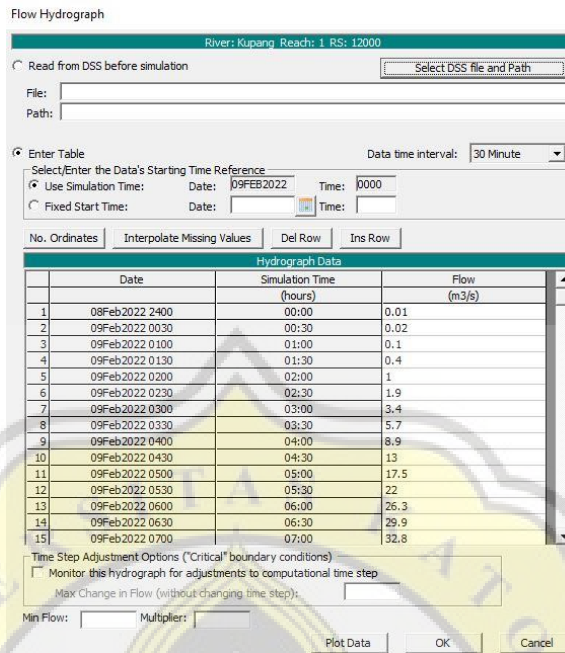 Flow Hydrograph
River: Kupang Reach: 1 RS: 12000
Read from DSS before simulation
Select DSS file and Path
File:
Path:
Enter Table
Data time interval: 30 Minute
Select/Enter the Data's Starting Time Reference
Use Simulation Time: Date: 09FEB2022 Time: 0000
Fixed Start Time: Date: Time:
No. Ordinates Interpolate Missing Values Del Row Ins Row
Hydrograph Data
Date Simulation Time Flow
(hours) (m3/s)
1 08Feb2022 2400 00:00 0.01
2 09Feb2022 0030 00:30 0.02
3 09Feb2022 0100 01:00 0.1
4 09Feb2022 0130 01:30 0.4
5 09Feb2022 0200 02:00 1
6 09Feb2022 0230 02:30 1.9
7 09Feb2022 0300 03:00 3.4
8 09Feb2022 0330 03:30 5.7
9 09Feb2022 0400 04:00 8.9
10 09Feb2022 0430 04:30 13
11 09Feb2022 0500 05:00 17.5
12 09Feb2022 0530 05:30 22
13 09Feb2022 0600 06:00 26.3
14 09Feb2022 0630 06:30 29.9
15 09Feb2022 0700 07:00 32.8
Time Step Adjustment Options ("Critical" boundary conditions)
Monitor this hydrograph for adjustments to computational time step
Max Change in Flow (without changing time step):
Min Flow: Multiplier:
Plot Data OK Cancel